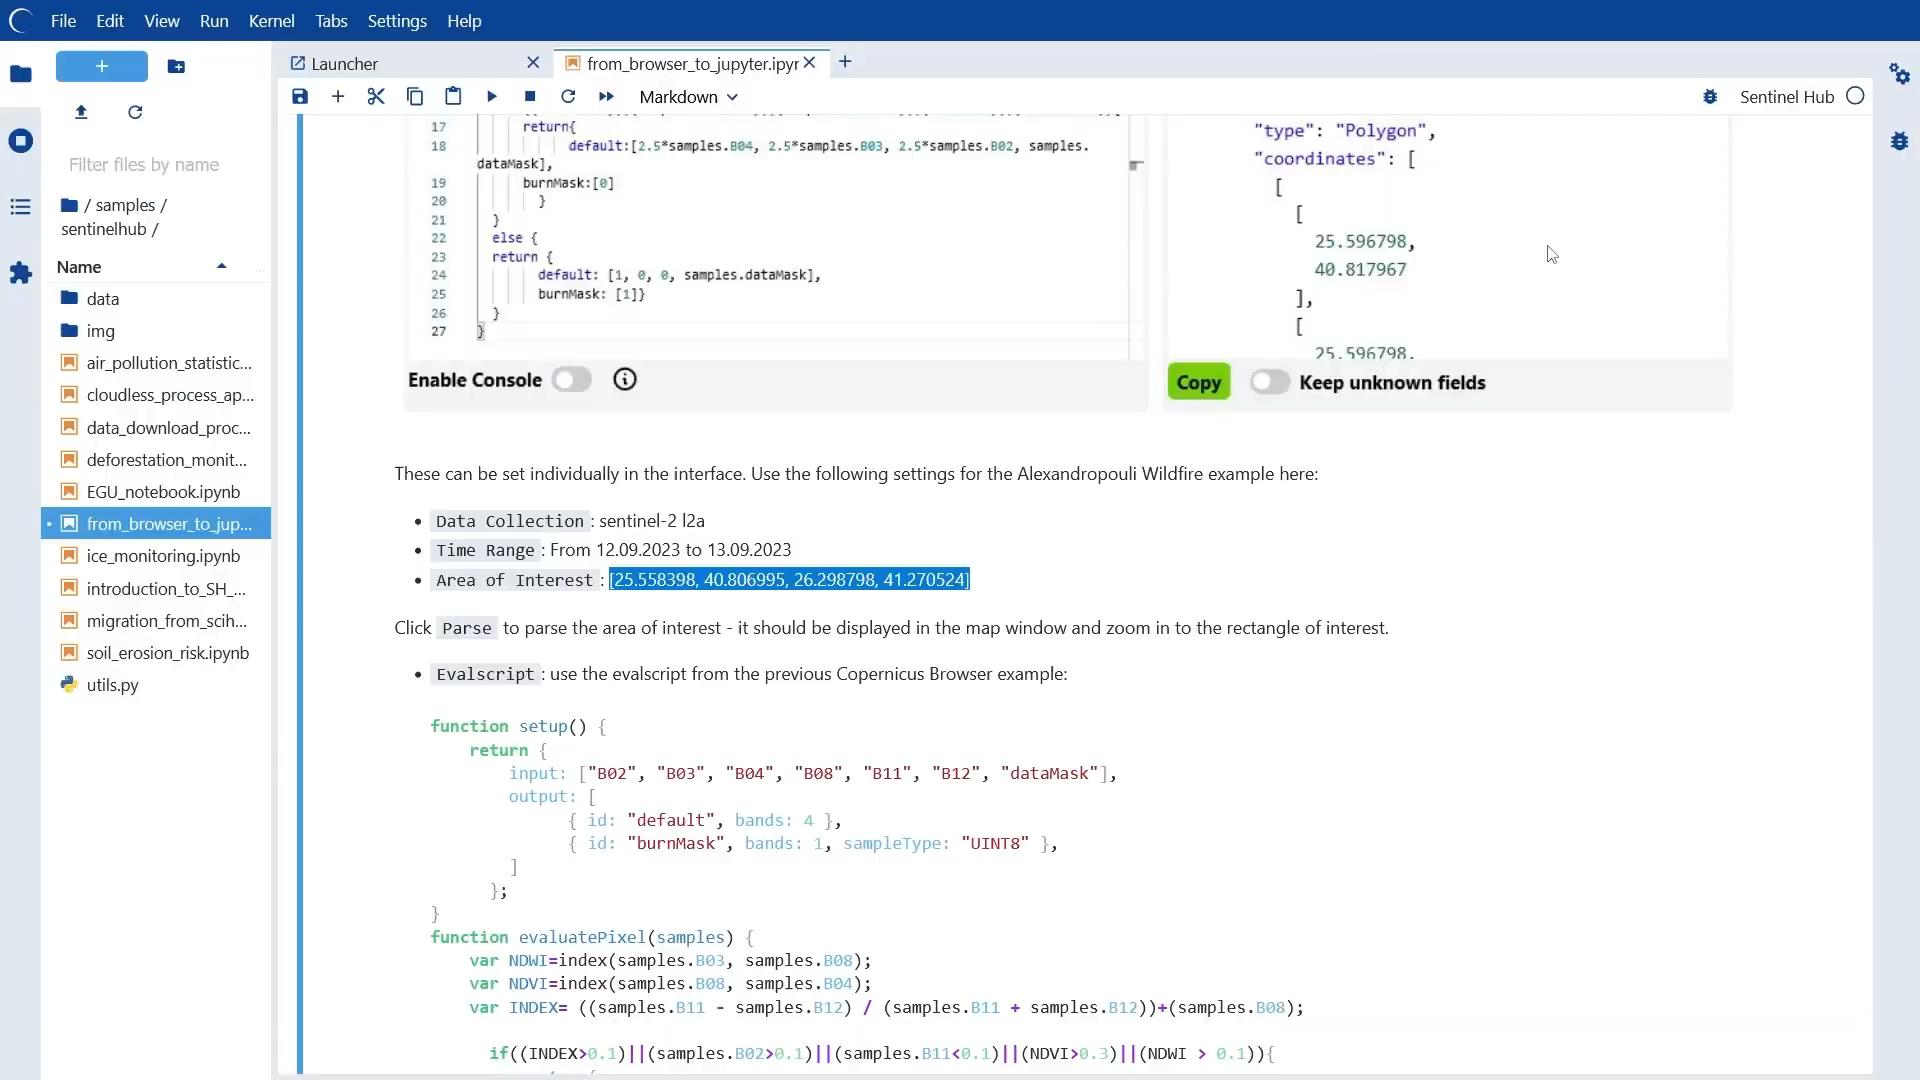 File Edit View Run Kernel Tabs Settings Help
Launcher
from_browser_to_jupyter.ipyr
Markdown
Sentinel Hub
Filter files by name
/ samples /
sentinelhub /
Name
data
img
air_pollution_statistic...
cloudless_process_ap...
data_download_proc...
deforestation_monit...
EGU_notebook.ipynb
from_browser_to_jup...
ice_monitoring.ipynb
introduction_to_SH_...
migration_from_scih...
soil_erosion_risk.ipynb
utils.py
17 return{
18 default:[2.5*samples.B04, 2.5*samples.B03, 2.5*samples.B02, samples.
dataMask],
19 burnMask:[0]
20 }
21 }
22 else {
23 return {
24 default: [1, 0, 0, samples.dataMask],
25 burnMask: [1]}
26 }
27 }
Enable Console
"type": "Polygon",
"coordinates": [
[
[
25.596798,
40.817967
],
[
25.596798,
Copy Keep unknown fields
These can be set individually in the interface. Use the following settings for the Alexandropouli Wildfire example here:
• Data Collection : sentinel-2 l2a
• Time Range : From 12.09.2023 to 13.09.2023
• Area of Interest : [25.558398, 40.806995, 26.298798, 41.270524]
Click Parse to parse the area of interest - it should be displayed in the map window and zoom in to the rectangle of interest.
• Evalscript : use the evalscript from the previous Copernicus Browser example:
function setup() {
return {
input: ["B02", "B03", "B04", "B08", "B11", "B12", "dataMask"],
output: [
{ id: "default", bands: 4 },
{ id: "burnMask", bands: 1, sampleType: "UINT8" },
]
};
}
function evaluatePixel(samples) {
var NDWI=index(samples.B03, samples.B08);
var NDVI=index(samples.B08, samples.B04);
var INDEX= ((samples.B11 - samples.B12) / (samples.B11 + samples.B12))+(samples.B08);
if((INDEX>0.1)||(samples.B02>0.1)||(samples.B11<0.1)||(NDVI>0.3)||(NDWI > 0.1)){